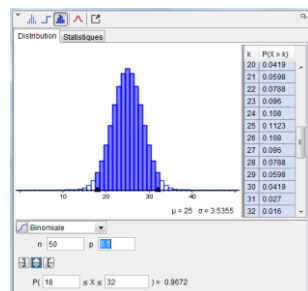 Distribution Statistiques
k P(X = k)
20 0.0419
21 0.0598
22 0.0788
23 0.096
24 0.108
25 0.1123
26 0.108
27 0.096
28 0.0788
29 0.0598
30 0.0419
31 0.027
32 0.016
10 20 30 40
μ = 25 σ = 3.5355
Binomiale
n 50 p 0.5
P( 18 ≤ X ≤ 32 ) = 0.9672